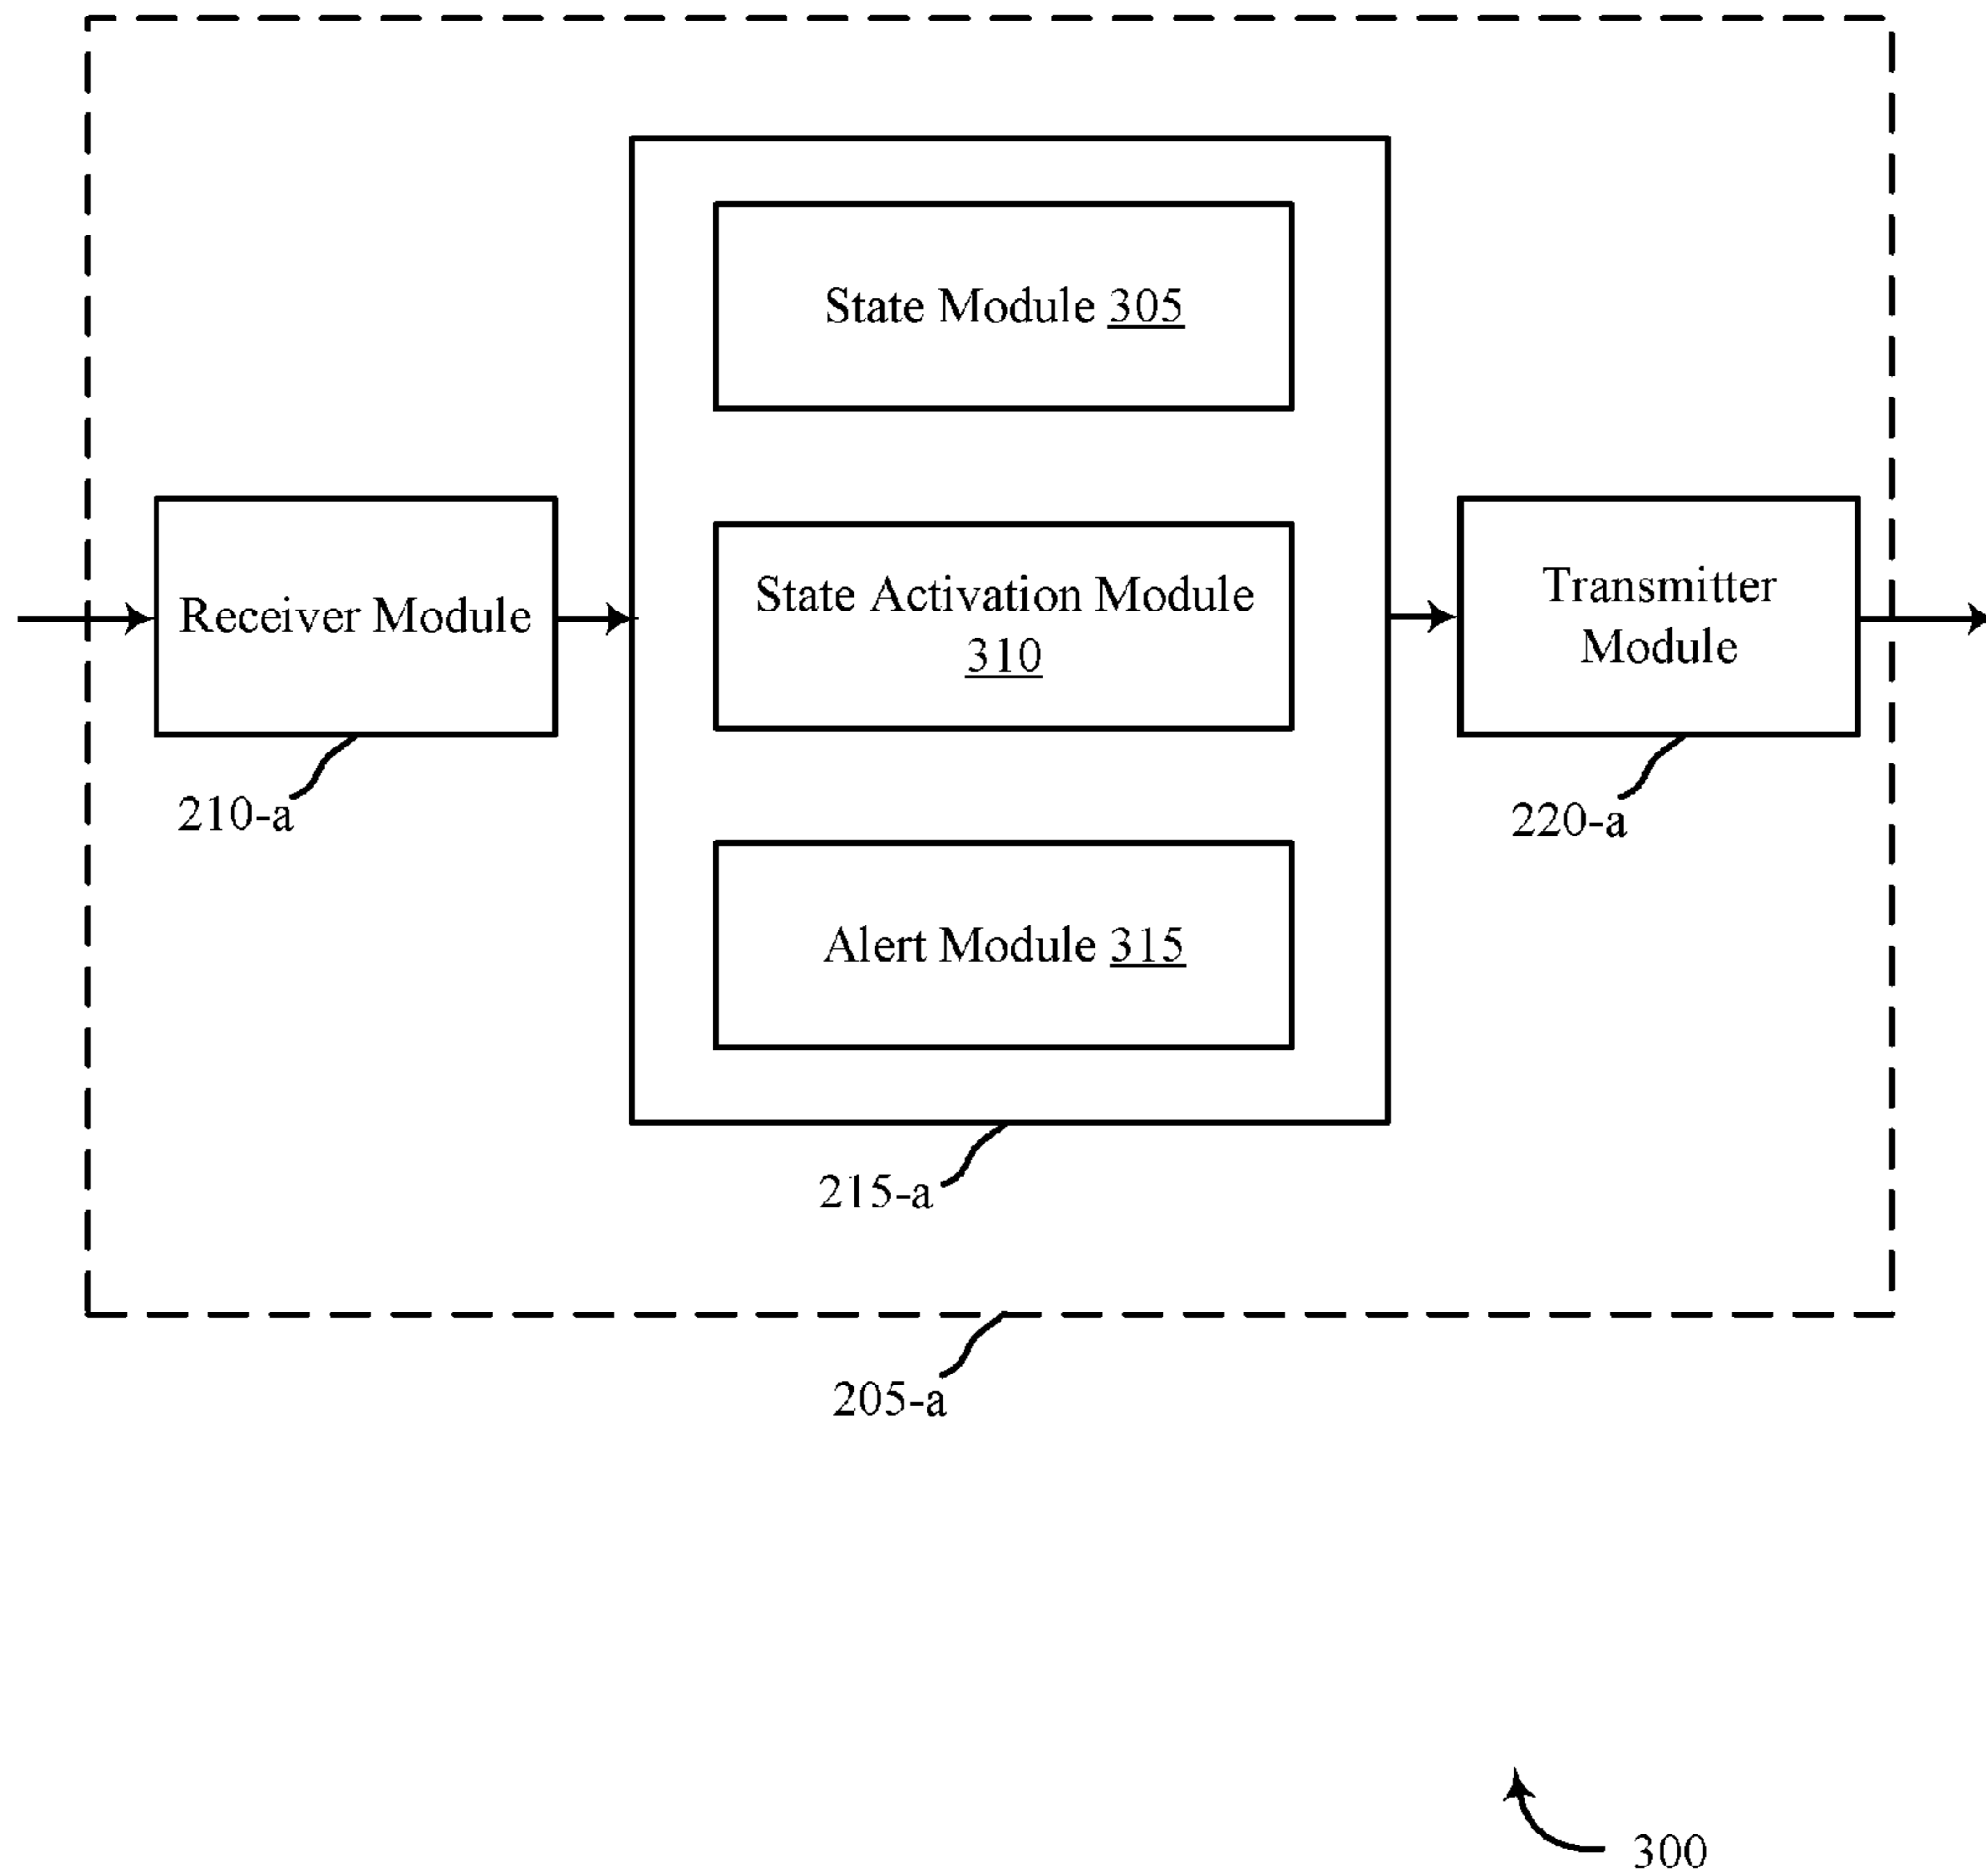 State Module 305
Receiver Module
State Activation Module
310
Transmitter
Module
210-a
220-a
Alert Module 315
215-a
205-a
300